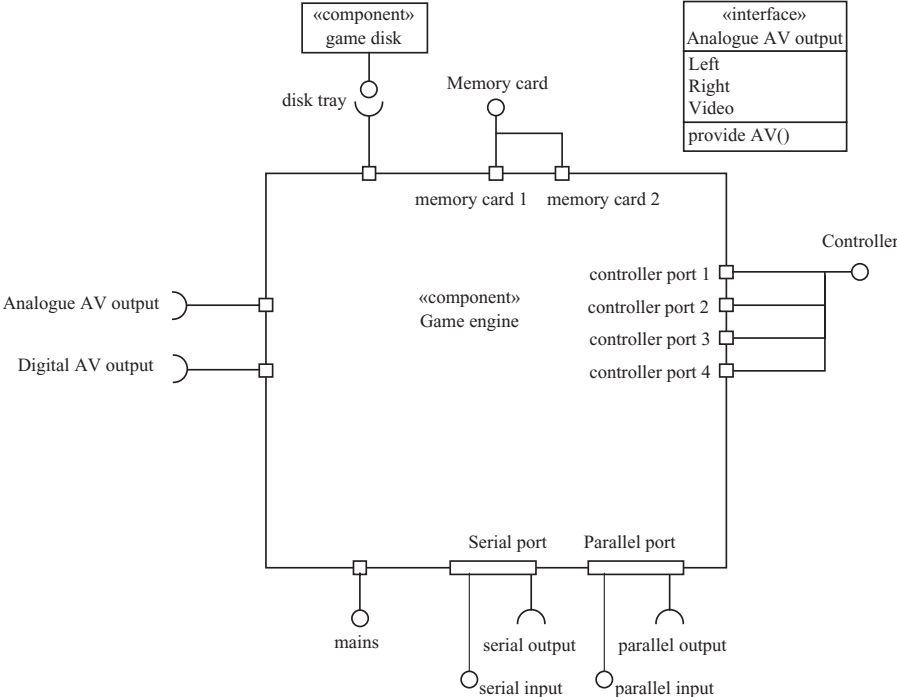 «component»
game disk
«interface»
Analogue AV output
Left
Right
Video
provide AV()
disk tray
Memory card
memory card 1
memory card 2
Controller
controller port 1
controller port 2
controller port 3
controller port 4
Analogue AV output
Digital AV output
«component»
Game engine
Serial port
Parallel port
mains
serial output
parallel output
serial input
parallel input